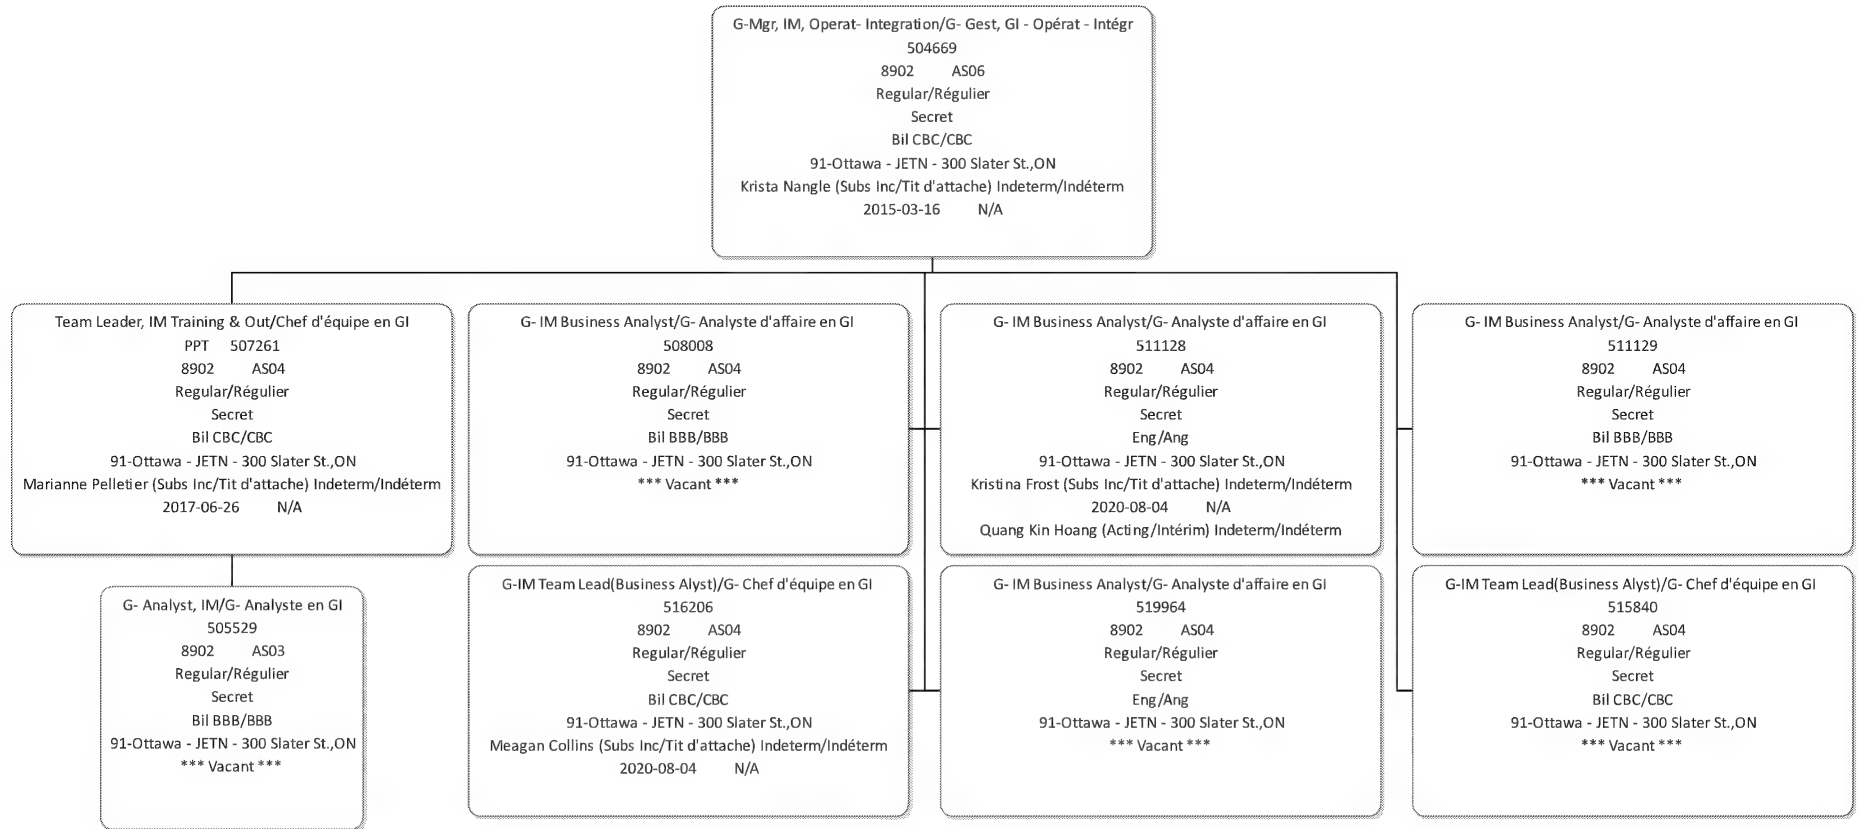 G-Mgr, IM, Operat- Integration/G- Gest, GI - Opérat - Intégr
504669
8902 AS06
Regular/Régulier
Secret
Bil CBC/CBC
91-Ottawa - JETN - 300 Slater St.,ON
Krista Nangle (Subs Inc/Tit d'attache) Indeterm/Indéterm
2015-03-16 N/A
Team Leader, IM Training & Out/Chef d'équipe en GI
PPT 507261
8902 AS04
Regular/Régulier
Secret
Bil CBC/CBC
91-Ottawa - JETN - 300 Slater St.,ON
Marianne Pelletier (Subs Inc/Tit d'attache) Indeterm/Indéterm
2017-06-26 N/A
G- IM Business Analyst/G- Analyste d'affaire en GI
508008
8902 AS04
Regular/Régulier
Secret
Bil BBB/BBB
91-Ottawa - JETN - 300 Slater St.,ON
*** Vacant ***
G- IM Business Analyst/G- Analyste d'affaire en GI
511128
8902 AS04
Regular/Régulier
Secret
Eng/Ang
91-Ottawa - JETN - 300 Slater St.,ON
Kristina Frost (Subs Inc/Tit d'attache) Indeterm/Indéterm
2020-08-04 N/A
Quang Kin Hoang (Acting/Intérim) Indeterm/Indéterm
G- IM Business Analyst/G- Analyste d'affaire en GI
511129
8902 AS04
Regular/Régulier
Secret
Bil BBB/BBB
91-Ottawa - JETN - 300 Slater St.,ON
*** Vacant ***
G- Analyst, IM/G- Analyste en GI
505529
8902 AS03
Regular/Régulier
Secret
Bil BBB/BBB
91-Ottawa - JETN - 300 Slater St.,ON
*** Vacant ***
G-IM Team Lead(Business Alyst)/G- Chef d'équipe en GI
516206
8902 AS04
Regular/Régulier
Secret
Bil CBC/CBC
91-Ottawa - JETN - 300 Slater St.,ON
Meagan Collins (Subs Inc/Tit d'attache) Indeterm/Indéterm
2020-08-04 N/A
G- IM Business Analyst/G- Analyste d'affaire en GI
519964
8902 AS04
Regular/Régulier
Secret
Eng/Ang
91-Ottawa - JETN - 300 Slater St.,ON
*** Vacant ***
G-IM Team Lead(Business Alyst)/G- Chef d'équipe en GI
515840
8902 AS04
Regular/Régulier
Secret
Bil CBC/CBC
91-Ottawa - JETN - 300 Slater St.,ON
*** Vacant ***